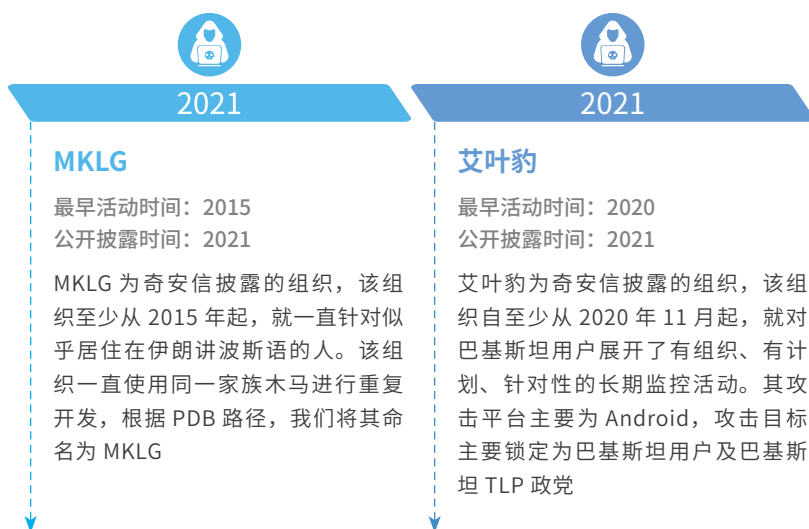 2021
MKLG
最早活动时间：2015
公开披露时间：2021
MKLG 为奇安信披露的组织，该组
织至少从 2015 年起，就一直针对似
乎居住在伊朗讲波斯语的人。该组
织一直使用同一家族木马进行重复
开发，根据 PDB 路径，我们将其命
名为 MKLG
2021
艾叶豹
最早活动时间：2020
公开披露时间：2021
艾叶豹为奇安信披露的组织，该组
织自至少从 2020 年 11 月起，就对
巴基斯坦用户展开了有组织、有计
划、针对性的长期监控活动。其攻
击平台主要为 Android，攻击目标
主要锁定为巴基斯坦用户及巴基斯
坦 TLP 政党